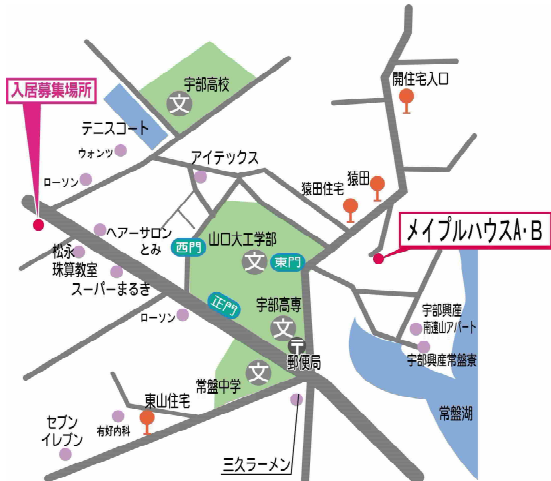 入居募集場所
宇部高校
文
開住宅入口
テニスコート
ウォンツ
アイテックス
猿田
猿田住宅
ローソン
ヘアーサロン
とみ
西門
山口大工学部
文
東門
メイプルハウスA・B
松永
珠算教室
スーパーまるき
正門
ローソン
宇部高専
文
〒
郵便局
宇部興産
南遠山アパート
宇部興産常盤寮
常盤中学
文
常盤湖
東山住宅
有好内科
セブン
イレブン
三久ラーメン